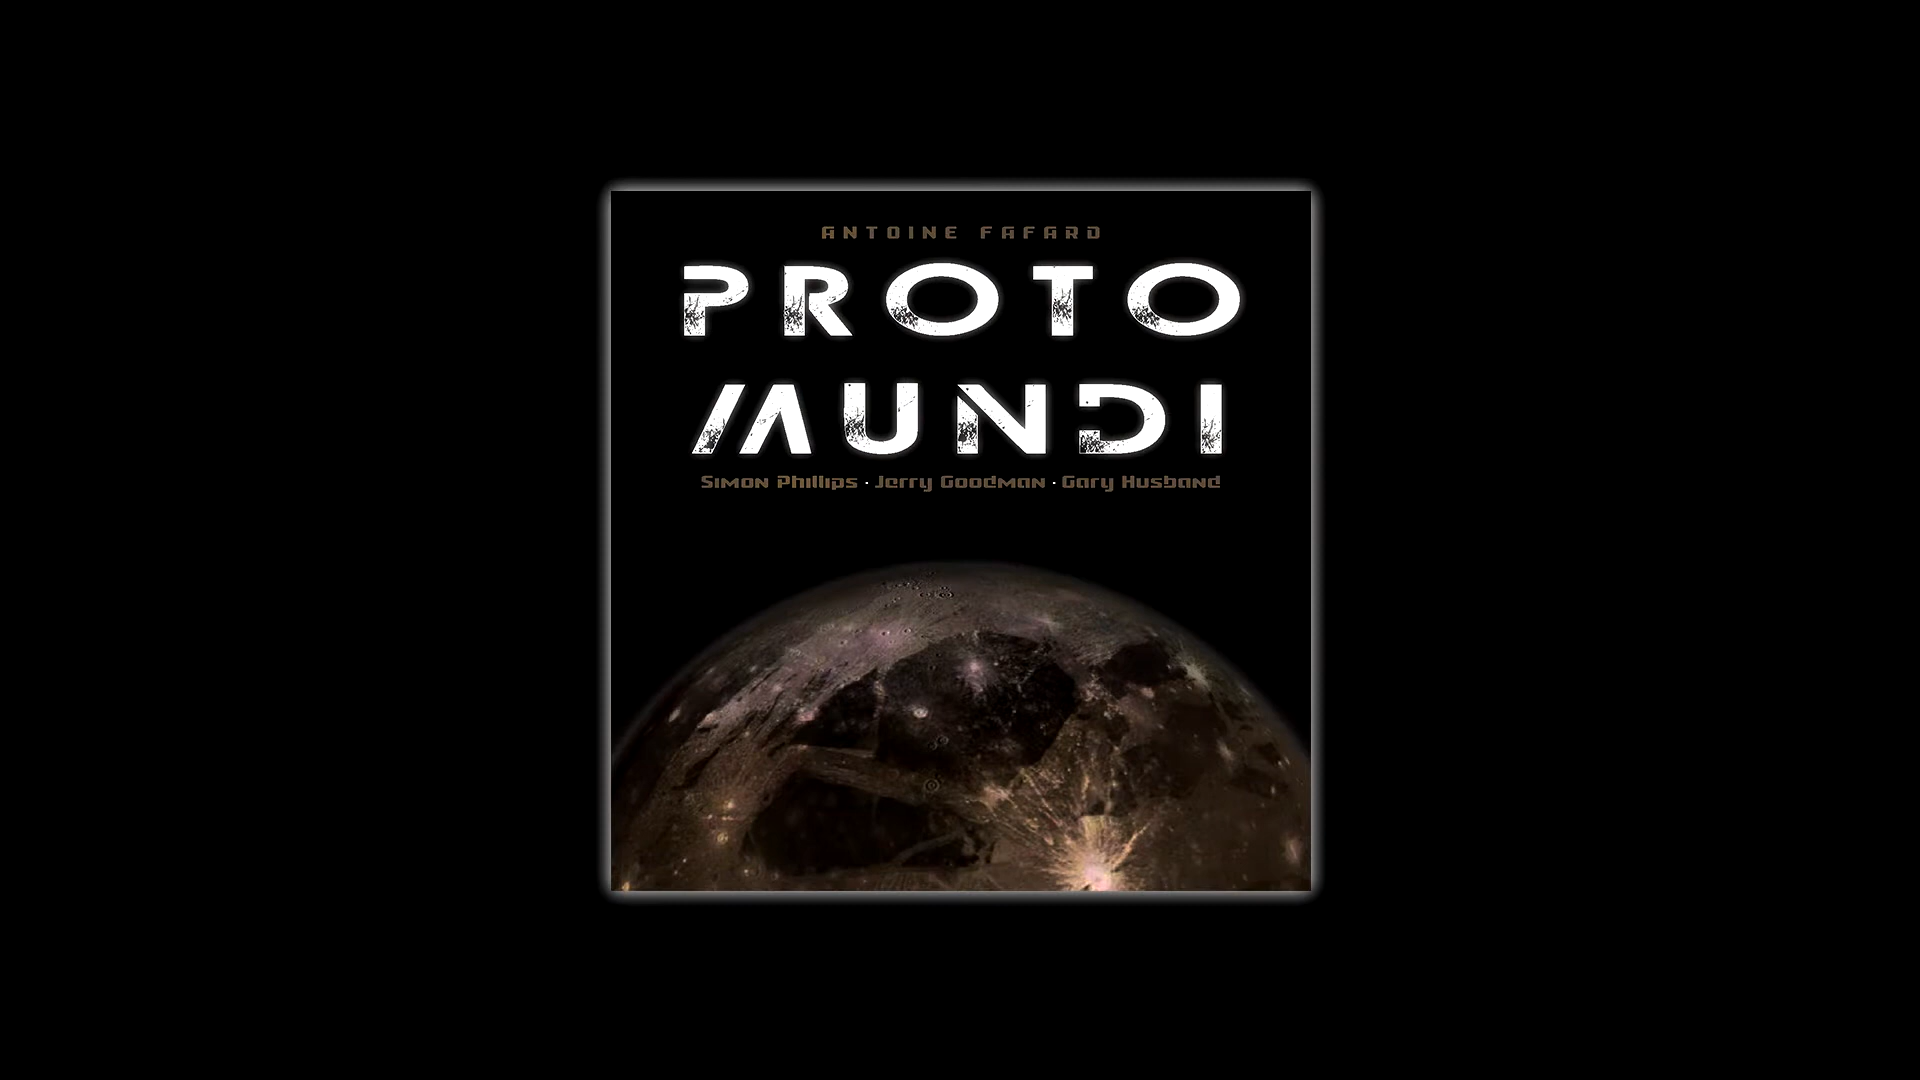 ANTOINE FAFARD
PROTO
MUNDI
Simon Phillips · Jerry Goodman · Gary Husband